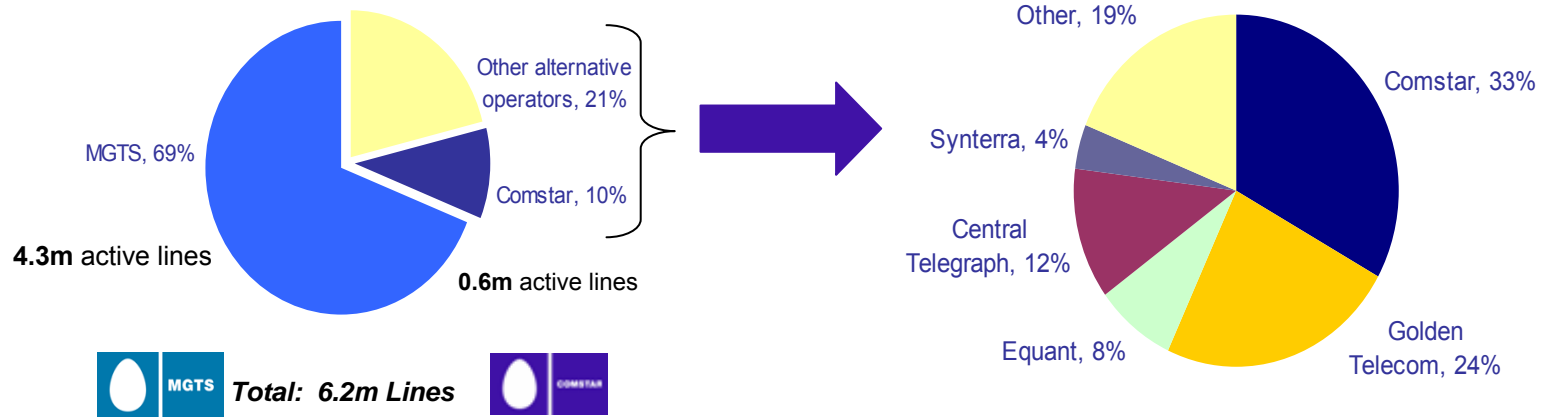 Other alternative
operators, 21%
MGTS, 69%
Comstar, 10%
4.3m active lines
0.6m active lines
MGTS
Total: 6.2m Lines
COMSTAR
Other, 19%
Comstar, 33%
Synterra, 4%
Central
Telegraph, 12%
Equant, 8%
Golden
Telecom, 24%